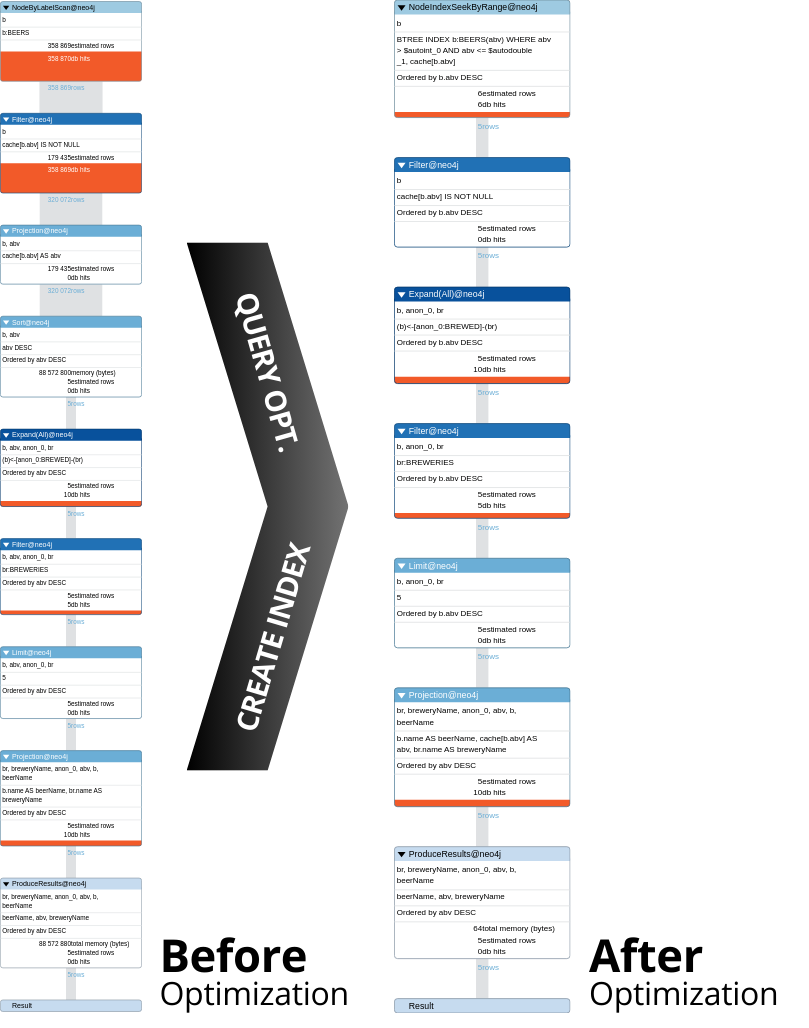 NodeByLabelScan@neo4j
b
b:BEERS
358 869estimated rows
358 870db hits
358 869rows
Filter@neo4j
b
cache[b.abv] IS NOT NULL
179 435estimated rows
358 869db hits
320 072rows
Projection@neo4j
b, abv
cache[b.abv] AS abv
179 435estimated rows
0db hits
320 072rows
Sort@neo4j
b, abv
abv DESC
Ordered by abv DESC
88 572 800memory (bytes)
5estimated rows
0db hits
5rows
Expand(All)@neo4j
b, abv, anon_0, br
(b)<-[anon_0:BREWED]-(br)
Ordered by abv DESC
5estimated rows
10db hits
5rows
Filter@neo4j
b, abv, anon_0, br
br:BREWERIES
Ordered by abv DESC
5estimated rows
5db hits
5rows
Limit@neo4j
b, abv, anon_0, br
5
Ordered by abv DESC
5estimated rows
0db hits
5rows
Projection@neo4j
br, breweryName, anon_0, abv, b,
beerName
b.name AS beerName, br.name AS
breweryName
Ordered by abv DESC
5estimated rows
10db hits
5rows
ProduceResults@neo4j
br, breweryName, anon_0, abv, b,
beerName
beerName, abv, breweryName
Ordered by abv DESC
88 572 880total memory (bytes)
5estimated rows
0db hits
5rows
Result
QUERY OPT.
CREATE INDEX
Before
Optimization
NodeIndexSeekByRange@neo4j
b
BTREE INDEX b:BEERS(abv) WHERE abv
> $autoint_0 AND abv <= $autodouble
_1, cache[b.abv]
Ordered by b.abv DESC
6estimated rows
6db hits
5rows
Filter@neo4j
b
cache[b.abv] IS NOT NULL
Ordered by b.abv DESC
5estimated rows
0db hits
5rows
Expand(All)@neo4j
b, anon_0, br
(b)<-[anon_0:BREWED]-(br)
Ordered by b.abv DESC
5estimated rows
10db hits
5rows
Filter@neo4j
b, anon_0, br
br:BREWERIES
Ordered by b.abv DESC
5estimated rows
5db hits
5rows
Limit@neo4j
b, anon_0, br
5
Ordered by b.abv DESC
5estimated rows
0db hits
5rows
Projection@neo4j
br, breweryName, anon_0, abv, b,
beerName
b.name AS beerName, cache[b.abv] AS
abv, br.name AS breweryName
Ordered by abv DESC
5estimated rows
10db hits
5rows
ProduceResults@neo4j
br, breweryName, anon_0, abv, b,
beerName
beerName, abv, breweryName
Ordered by abv DESC
64total memory (bytes)
5estimated rows
0db hits
5rows
Result
After
Optimization